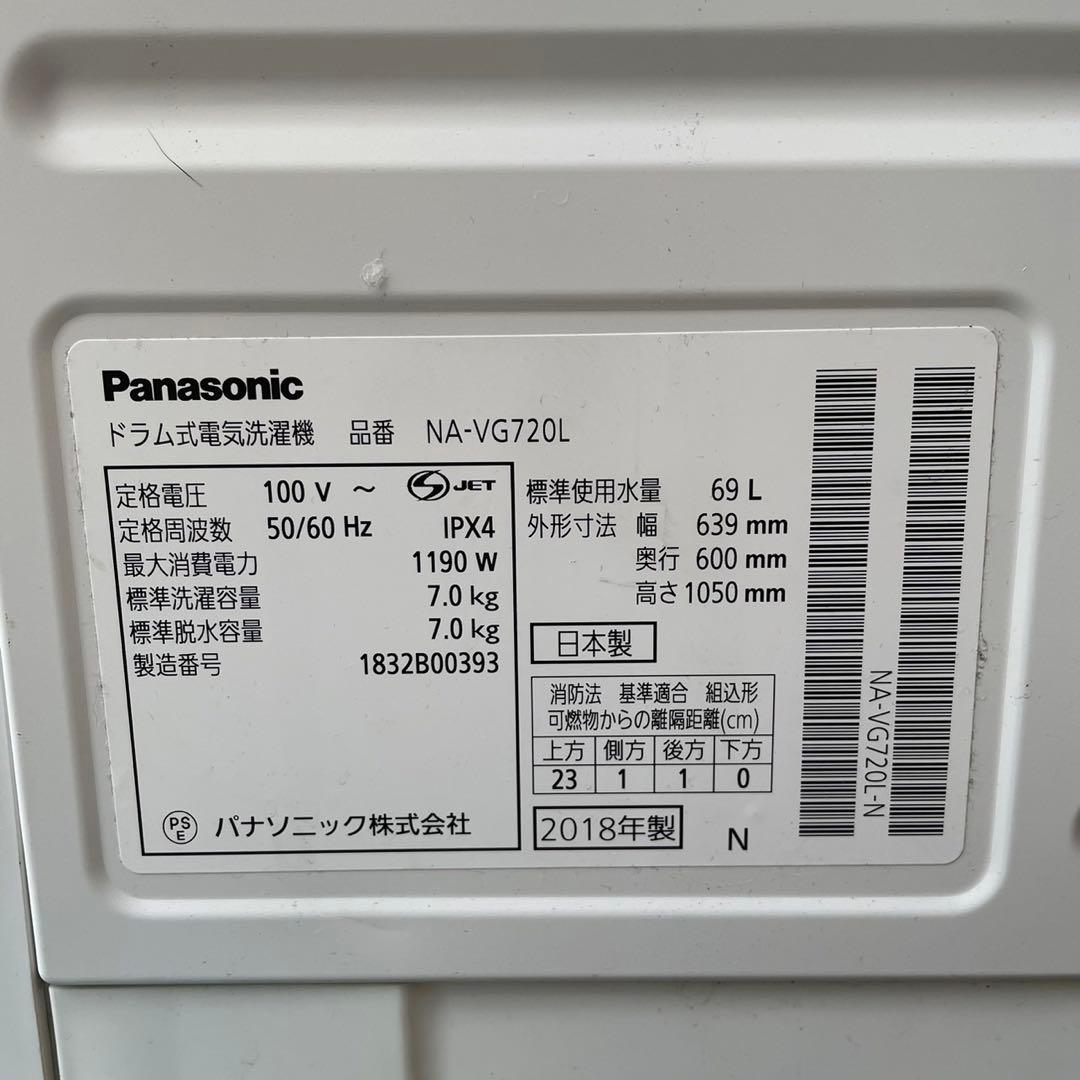 Panasonic
ドラム式電気洗濯機 品番 NA-VG720L
定格電圧 100 V ～ S JET
定格周波数 50/60 Hz IPX4
最大消費電力 1190 W
標準洗濯容量 7.0 kg
標準脱水容量 7.0 kg
製造番号 1832B00393
PS
E
パナソニック株式会社
標準使用水量 69 L
外形寸法 幅 639 mm
奥行 600 mm
高さ 1050 mm
日本製
消防法 基準適合 組込形
可燃物からの離隔距離(cm)
上方 側方 後方 下方
23 1 1 0
2018年製
N
NA-VG720L-N